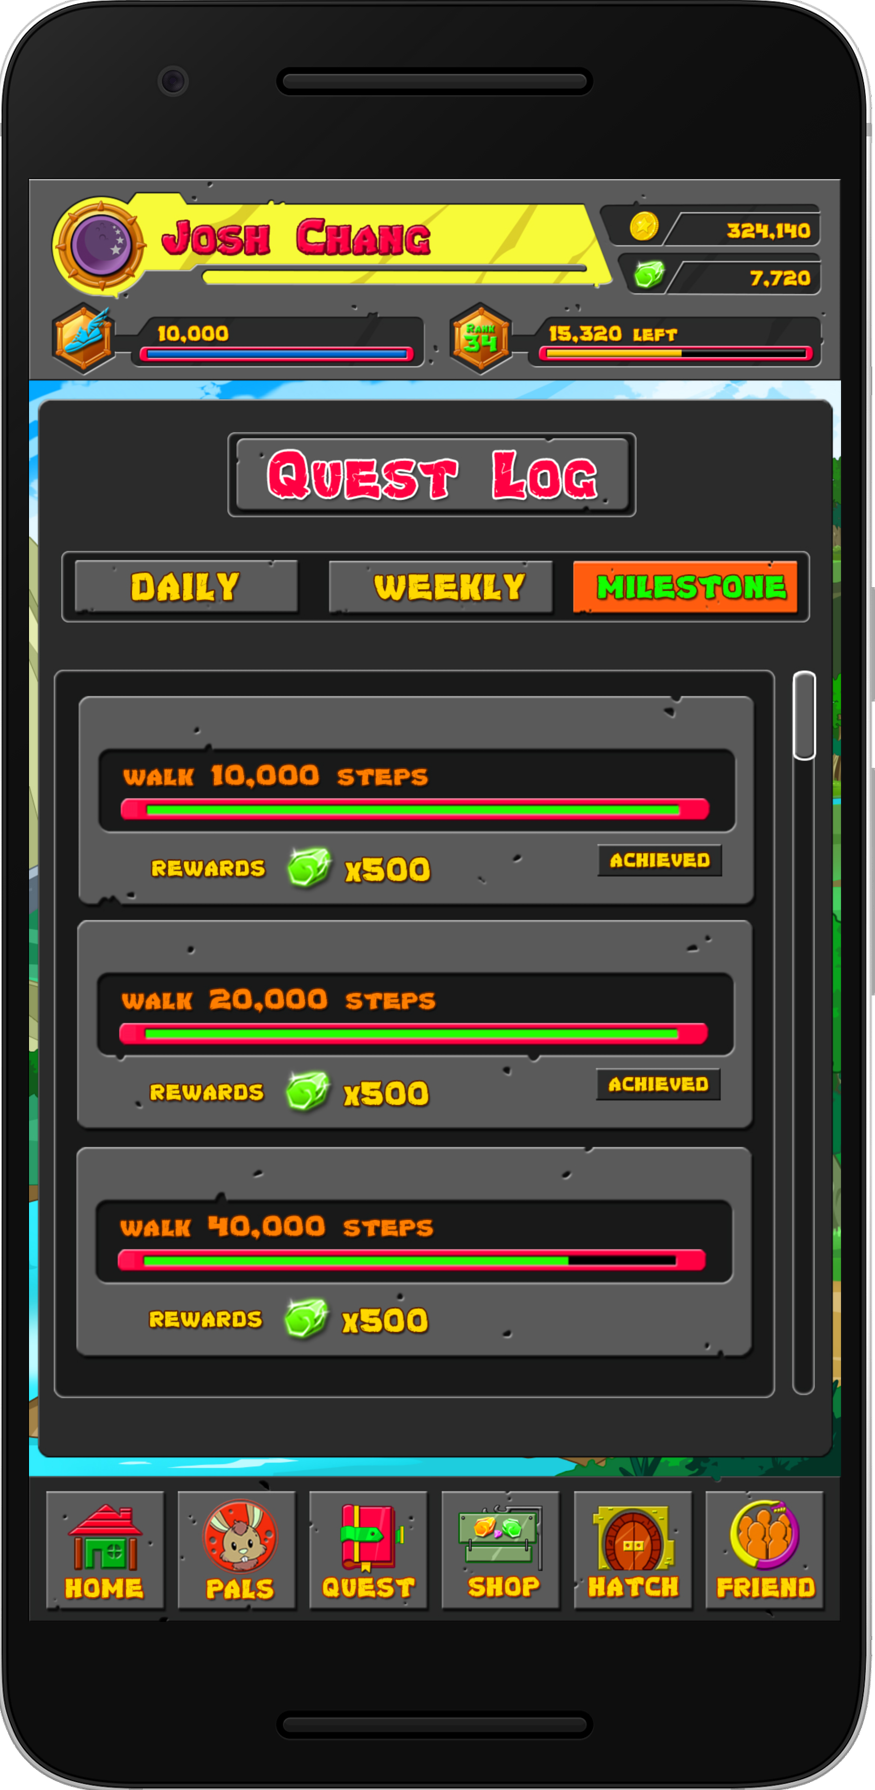 Josh Chang
324,140
7,720
10,000
Rank
34
15,320 LEFT
Quest Log
DAILY
WEEKLY
MILESTONE
WALK 10,000 STEPS
REWARDS x500
ACHIEVED
WALK 20,000 STEPS
REWARDS x500
ACHIEVED
WALK 40,000 STEPS
REWARDS x500
HOME
PALS
QUEST
SHOP
HATCH
FRIEND